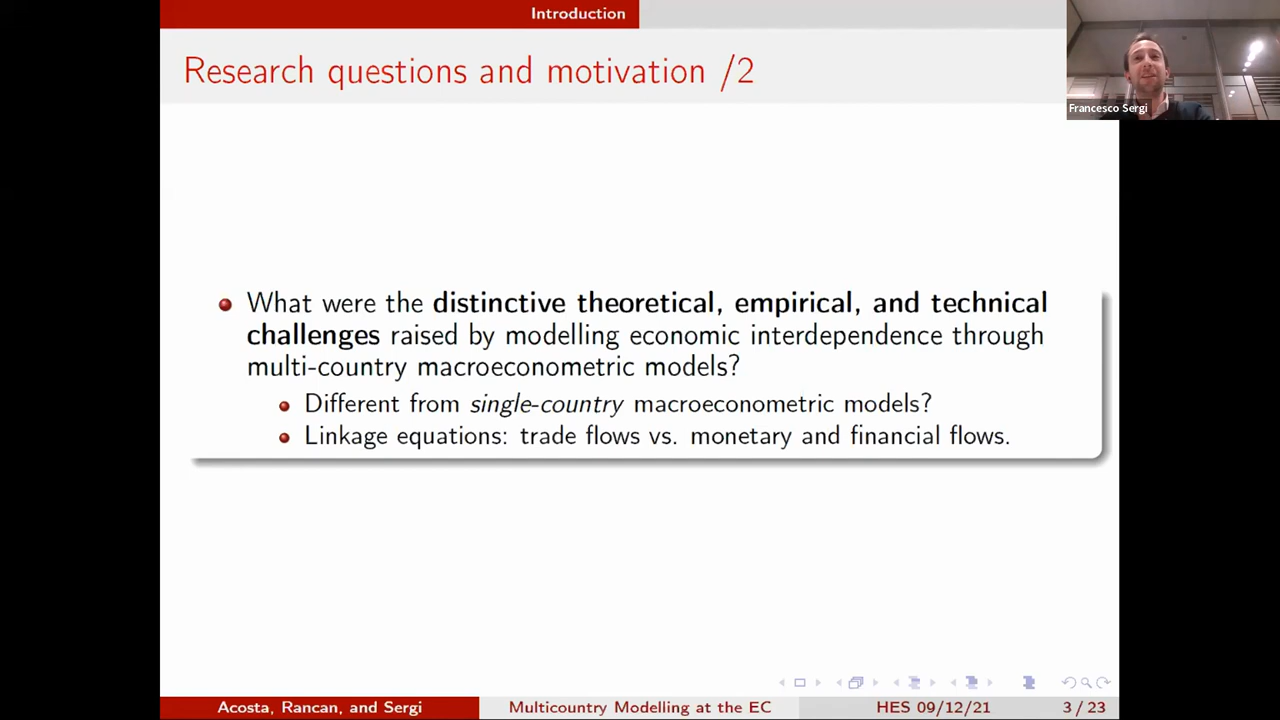 Introduction
Research questions and motivation /2
Francesco Sergi
What were the distinctive theoretical, empirical, and technical
challenges raised by modelling economic interdependence through
multi-country macroeconometric models?
Different from single-country macroeconometric models?
Linkage equations: trade flows vs. monetary and financial flows.
Acosta, Rancan, and Sergi
Multicountry Modelling at the EC
HES 09/12/21
3 / 23